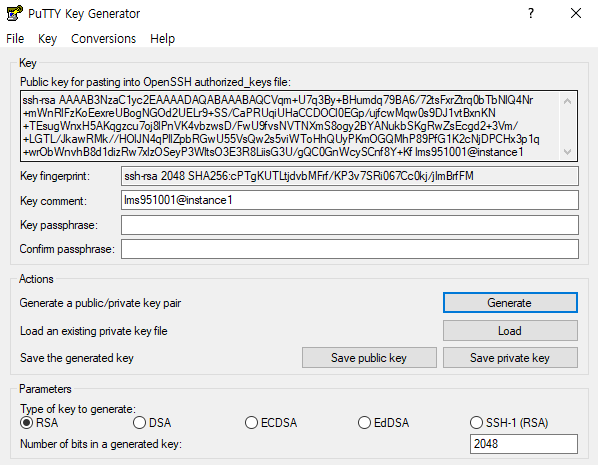 PuTTY Key Generator
?
File Key Conversions Help
Key
Public key for pasting into OpenSSH authorized_keys file:
ssh-rsa AAAAB3NzaC1yc2EAAAADAQABAAABAQCVqm+U7q3By+BHumdq79BA6/72tsFxrZtrq0bTbNlQ4Nr
+mWnRlFzKoEexreUBogNGOd2UELr9+SS/CaPRUqiUHaCCDOCl0EGp/ujfcwMqw0s9DJ1vtBxnKN
+TEsugWnxH5AKqgzcu7oj8lPnVK4vbzwsD/FwU9fvsNVTNXmS8ogy2BYANukbSKgRwZsEcgd2+3Vm/
+LGTL/JkawRMk//HOlJN4qPllZpbRGwU55VsQw2s5viWToHhQUyPKmOGQMhP89PfG1K2cNjDPCHx3p1q
+wrObWnvhB8d1dizRw7xlzOSeyP3WltsO3E3R8LiisG3U/gQC0GnWcySCnf8Y+Kf lms951001@instance1
Key fingerprint: ssh-rsa 2048 SHA256:cPTgKUTLtjdvbMFrf/KP3v7SRi067Cc0kj/jlmBrfFM
Key comment: lms951001@instance1
Key passphrase:
Confirm passphrase:
Actions
Generate a public/private key pair Generate
Load an existing private key file Load
Save the generated key Save public key Save private key
Parameters
Type of key to generate:
RSA DSA ECDSA EdDSA SSH-1 (RSA)
Number of bits in a generated key: 2048